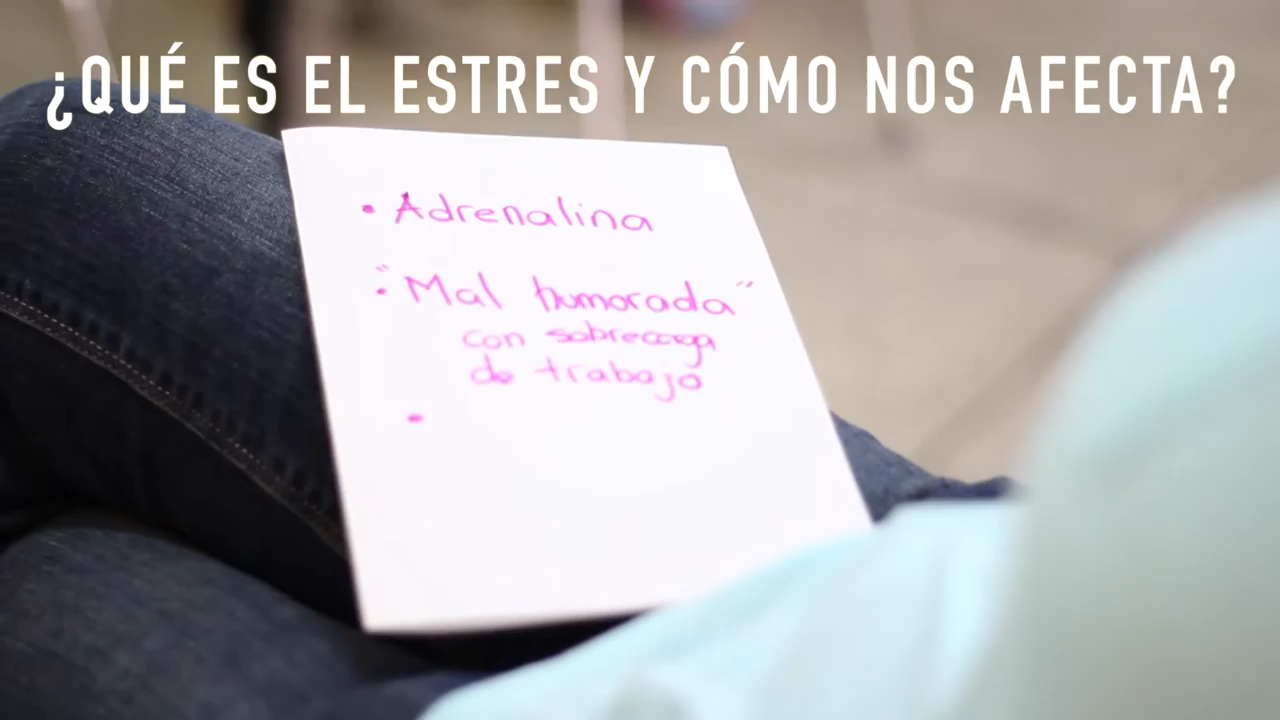 ¿QUÉ ES EL ESTRES Y CÓMO NOS AFECTA?
• Adrenalina
• "Mal humorada"
con sobrecarga
de trabajo
•